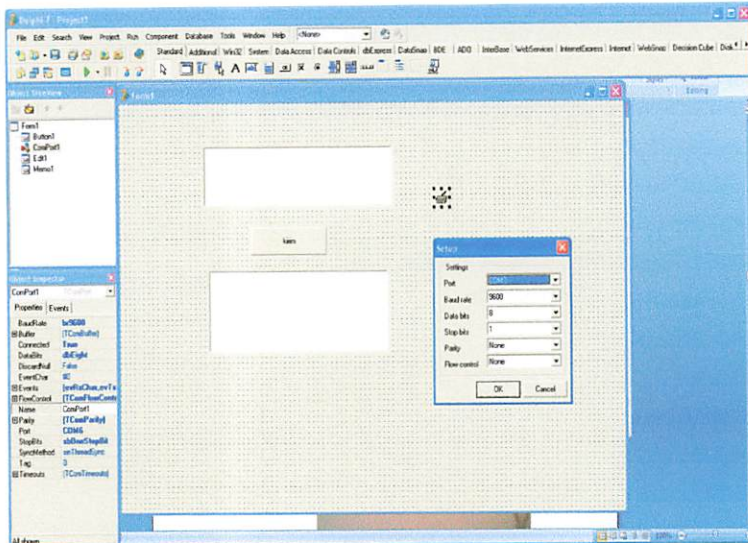 Delphi 7 - Project1
File Edit Search View Project Run Component Database Tools Window Help <None>
Standard Additional Win32 System Data Access Data Controls dbExpress DataSnap BDE ADO InterBase WebServices InternetExpress Internet WebSnap Decision Cube
Editing
Object TreeView
Form1
Form1
Button1
ComPort1
Edit1
Memo1
kirim
Setup
Settings
Port
Baud rate 9600
Data bits 8
Stop bits 1
Parity None
Flow control None
OK Cancel
Object Inspector
ComPort1
Properties Events
BaudRate br9600
Buffer (TComBuffer)
Connected True
DataBits dbEight
DiscardNull False
EventChar #0
Events
FlowControl
Name ComPort1
Parity (TComParity)
Port COM6
StopBits sbOneStopBit
SyncMethod smThreadSync
Tag 0
Timeouts (TComTimeouts)
All shown